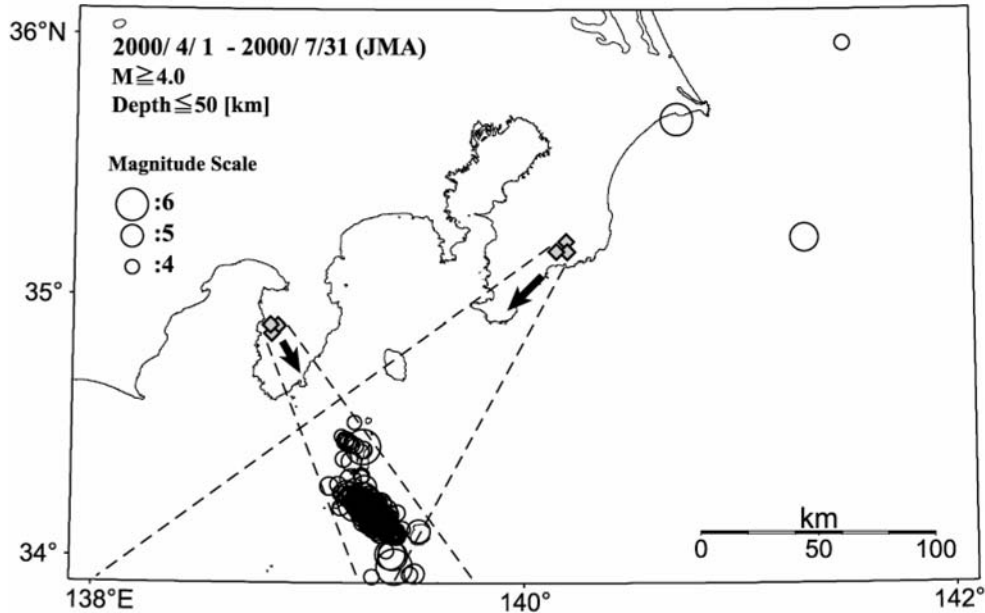 36°N
2000/ 4/ 1 - 2000/ 7/31 (JMA)
M≧4.0
Depth≦50 [km]
Magnitude Scale
:6
:5
:4
35°
34°
km
0 50 100
138°E 140° 142°